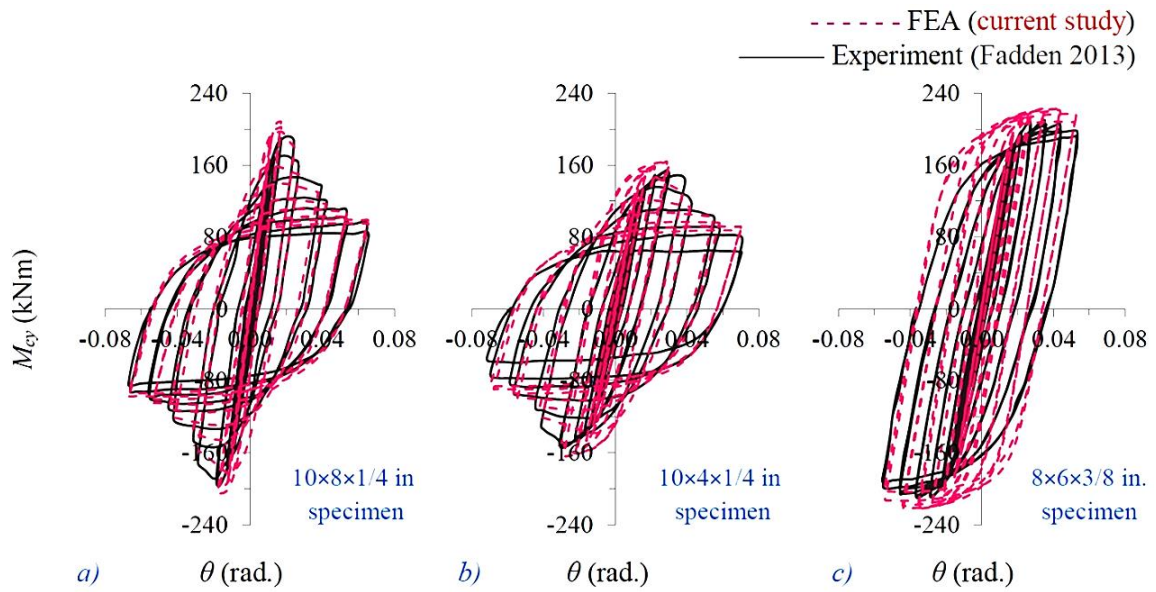 FEA (current study)
Experiment (Fadden 2013)
240 240 240
160 160 160
80 80 80
0 0 0
-0.08 -0.04 0.00 0.04 0.08 -0.08 -0.04 0.00 0.04 0.08 -0.08 -0.04 0.00 0.04 0.08
-80 -80 -80
-160 -160 -160
-240 -240 -240
M_cy (kNm)
10×8×1/4 in
specimen
10×4×1/4 in
specimen
8×6×3/8 in.
specimen
a) θ (rad.) b) θ (rad.) c) θ (rad.)